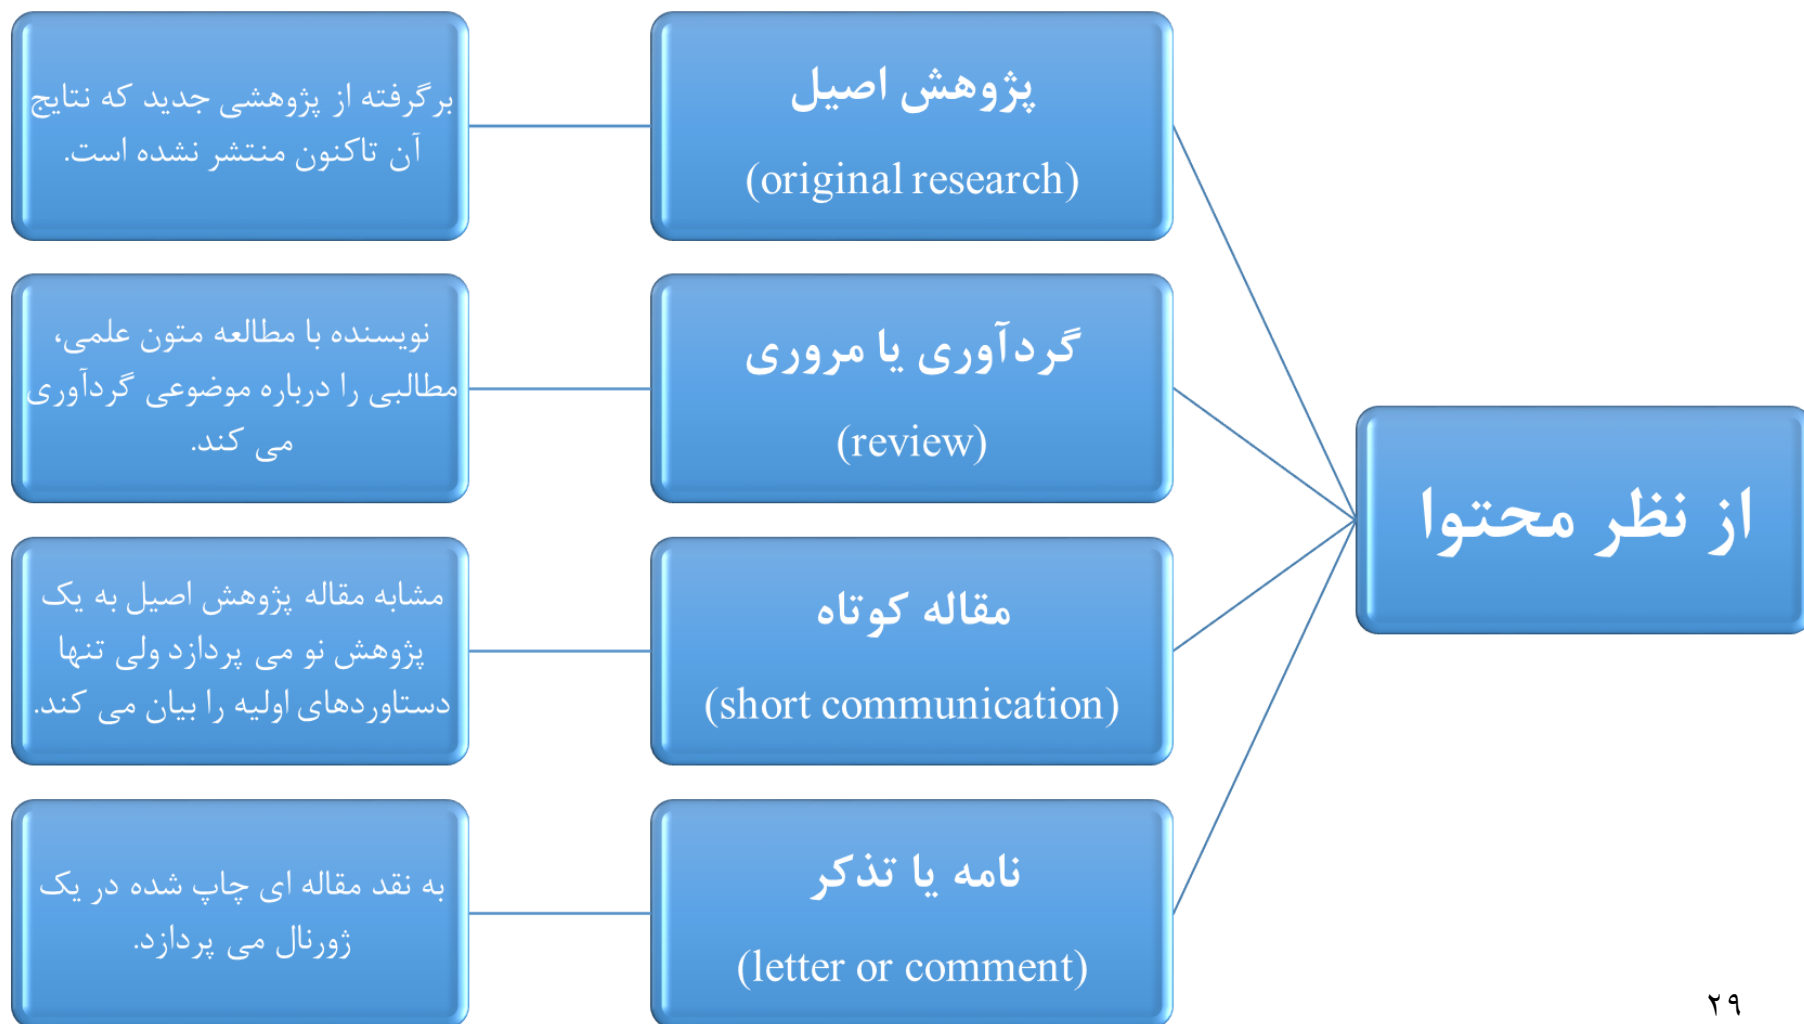 از نظر محتوا
پژوهش اصیل
(original research)
برگرفته از پژوهشی جدید که نتایج
آن تاکنون منتشر نشده است.
گردآوری یا مروری
(review)
نویسنده با مطالعه متون علمی،
مطالبی را درباره موضوعی گردآوری
می کند.
مقاله کوتاه
(short communication)
مشابه مقاله پژوهش اصیل به یک
پژوهش نو می پردازد ولی تنها
دستاوردهای اولیه را بیان می کند.
نامه یا تذکر
(letter or comment)
به نقد مقاله ای چاپ شده در یک
ژورنال می پردازد.
۲۹